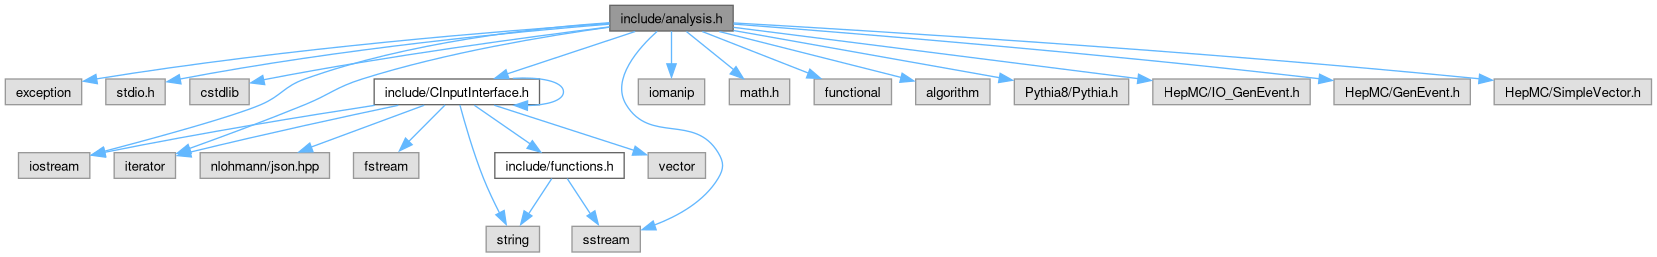 include/analysis.h
exception
stdio.h
cstdlib
include/CInputInterface.h
iomanip
math.h
functional
algorithm
Pythia8/Pythia.h
HepMC/IO_GenEvent.h
HepMC/GenEvent.h
HepMC/SimpleVector.h
iostream
iterator
nlohmann/json.hpp
fstream
include/functions.h
vector
string
sstream